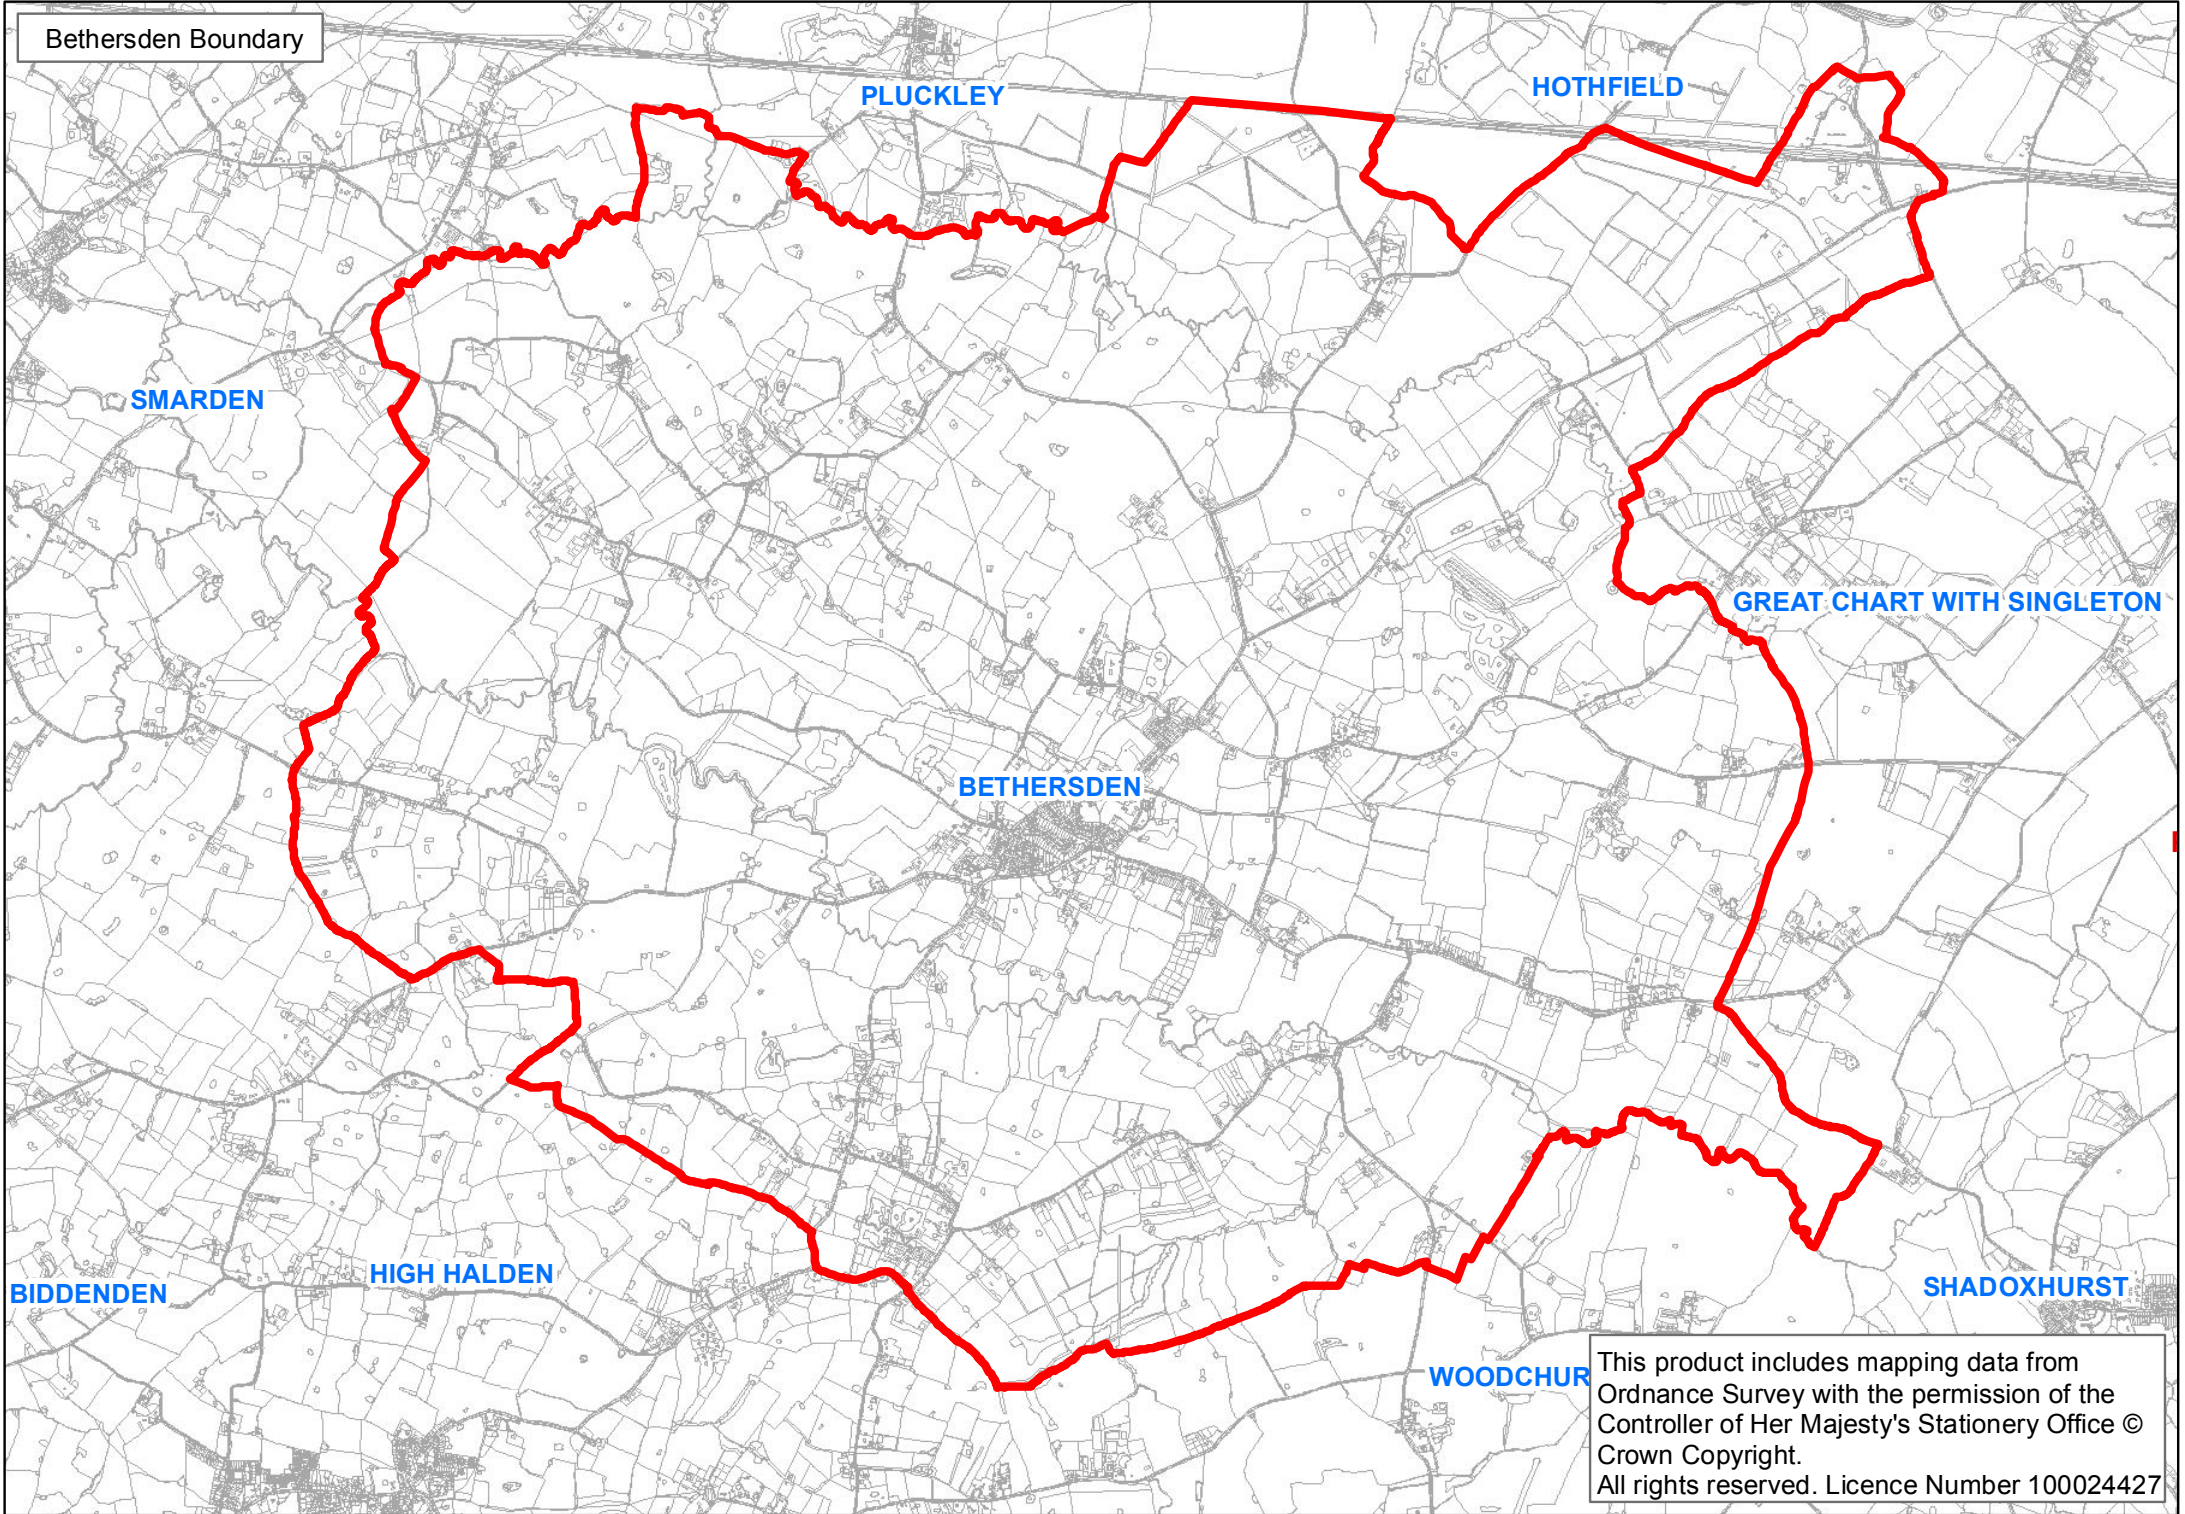 Bethersden Boundary
PLUCKLEY
HOTHFIELD
SMARDEN
GREAT CHART WITH SINGLETON
BETHERSDEN
HIGH HALDEN
BIDDENDEN
SHADOXHURST
WOODCHUR
This product includes mapping data from
Ordnance Survey with the permission of the
Controller of Her Majesty's Stationery Office ©
Crown Copyright.
All rights reserved. Licence Number 100024427